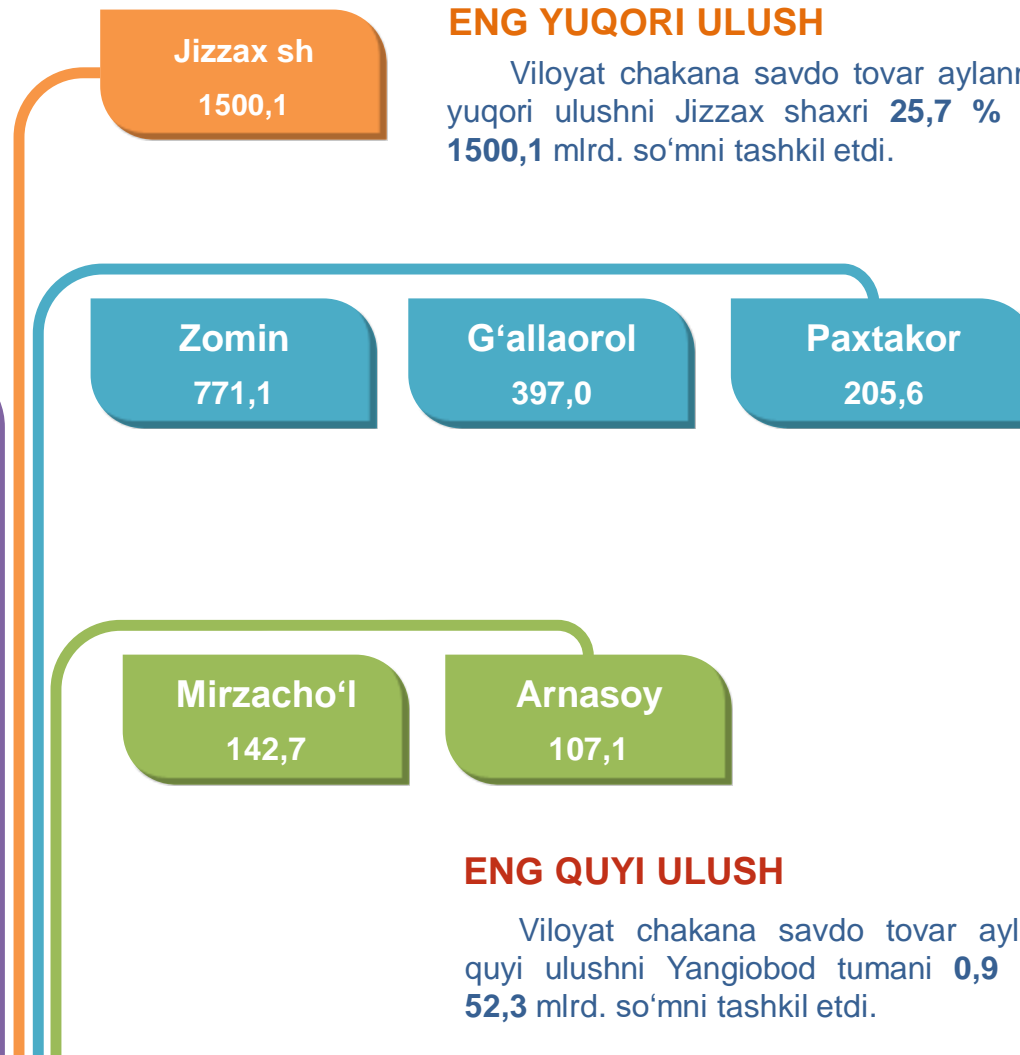 Jizzax sh
1500,1
ENG YUQORI ULUSH
Viloyat chakana savdo tovar
yuqori ulushni Jizzax shaxri 25,7 %
1500,1 mlrd. so‘mni tashkil etdi.
Zomin
771,1
G‘allaorol
397,0
Paxtakor
205,6
Mirzacho‘l
142,7
Arnasoy
107,1
ENG QUYI ULUSH
Viloyat chakana savdo tovar
quyi ulushni Yangiobod tumani 0,9
52,3 mlrd. so‘mni tashkil etdi.